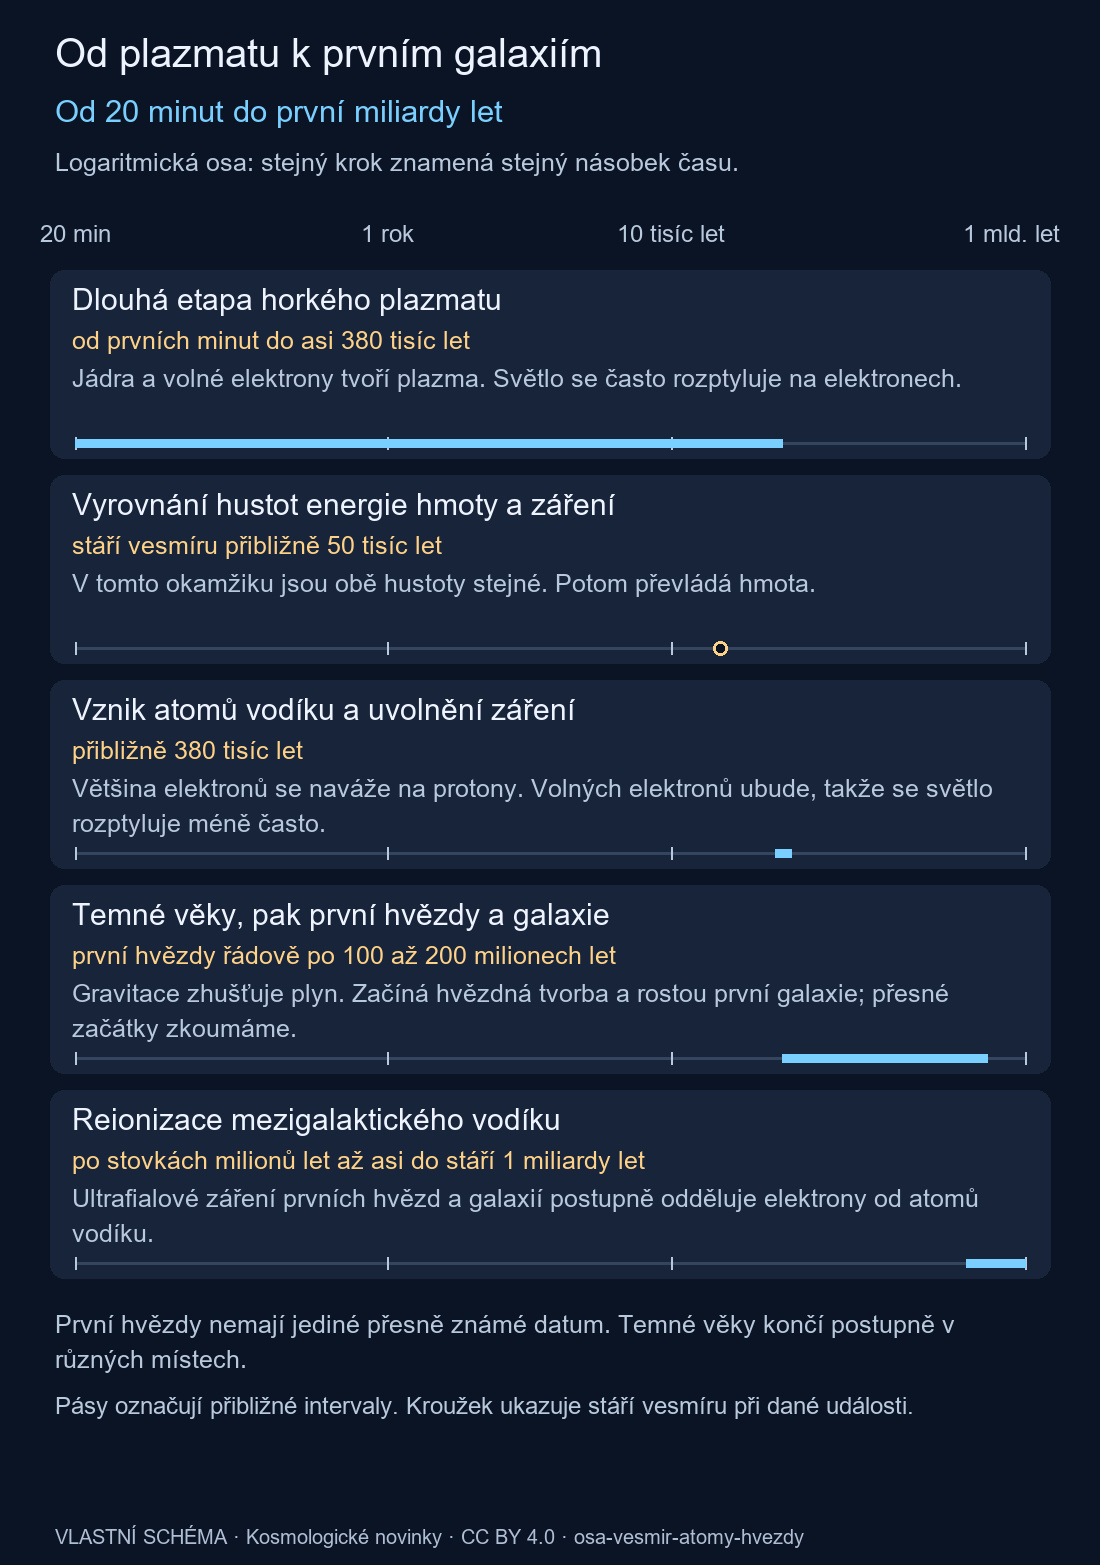 Od plazmatu k prvním galaxiím
Od 20 minut do první miliardy let
Logaritmická osa: stejný krok znamená stejný násobek času.
20 min 1 rok 10 tisíc let 1 mld. let
Dlouhá etapa horkého plazmatu
od prvních minut do asi 380 tisíc let
Jádra a volné elektrony tvoří plazma. Světlo se často rozptyluje na elektronech.
Vyrovnání hustot energie hmoty a záření
stáří vesmíru přibližně 50 tisíc let
V tomto okamžiku jsou obě hustoty stejné. Potom převládá hmota.
Vznik atomů vodíku a uvolnění záření
přibližně 380 tisíc let
Většina elektronů se naváže na protony. Volných elektronů ubude, takže se světlo
rozptyluje méně často.
Temné věky, pak první hvězdy a galaxie
první hvězdy řádově po 100 až 200 milionech let
Gravitace zhušťuje plyn. Začíná hvězdná tvorba a rostou první galaxie; přesné
začátky zkoumáme.
Reionizace mezigalaktického vodíku
po stovkách milionů let až asi do stáří 1 miliardy let
Ultrafialové záření prvních hvězd a galaxií postupně odděluje elektrony od atomů
vodíku.
První hvězdy nemají jediné přesně známé datum. Temné věky končí postupně v
různých místech.
Pásy označují přibližné intervaly. Kroužek ukazuje stáří vesmíru při dané události.
VLASTNÍ SCHÉMA · Kosmologické novinky · CC BY 4.0 · osa-vesmir-atomy-hvezdy